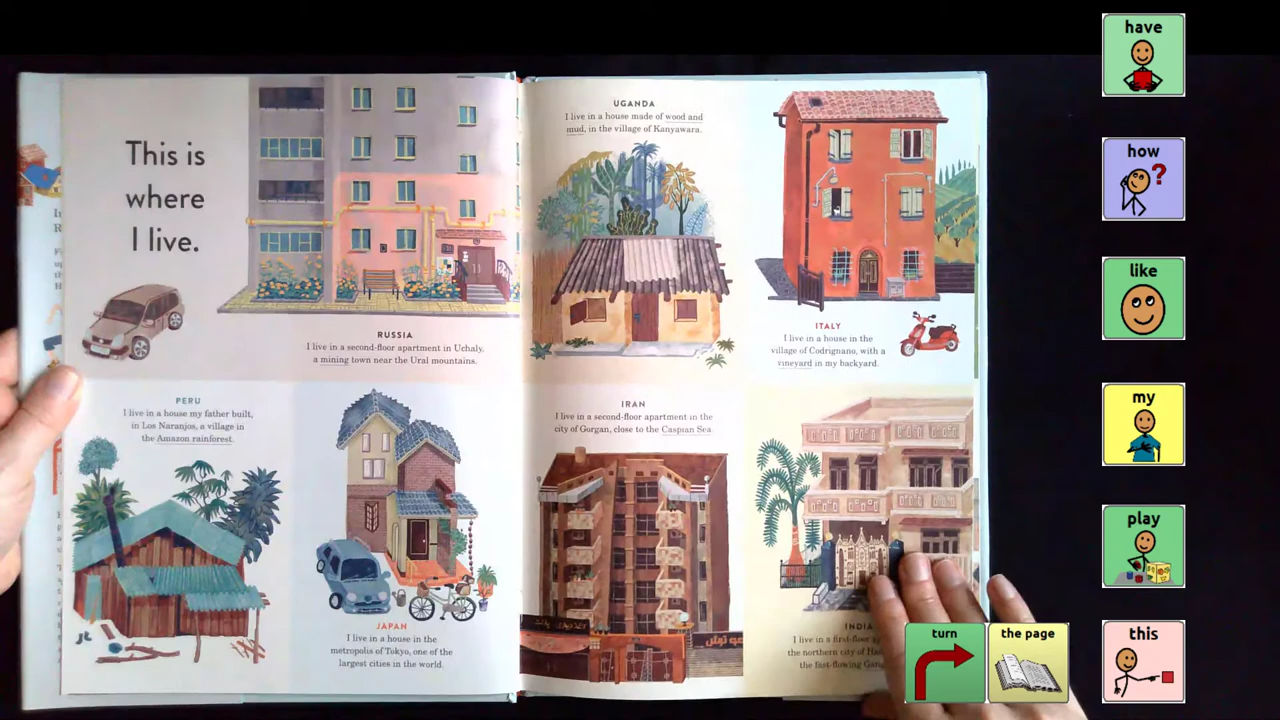 This is
where
I live.
RUSSIA
I live in a second-floor apartment in Uchaly,
a mining town near the Ural mountains.
PERU
I live in a house my father built,
in Los Naranjos, a village in
the Amazon rainforest.
JAPAN
I live in a house in the
metropolis of Tokyo, one of the
largest cities in the world.
UGANDA
I live in a house made of wood and
mud, in the village of Kanyawara.
ITALY
I live in a house in the
village of Codrignano, with a
vineyard in my backyard.
IRAN
I live in a second-floor apartment in the
city of Gorgan, close to the Caspian Sea.
INDIA
I live in a first-floor
the northern city of
the fast-flowing
have
how
?
like
my
play
turn
the page
this